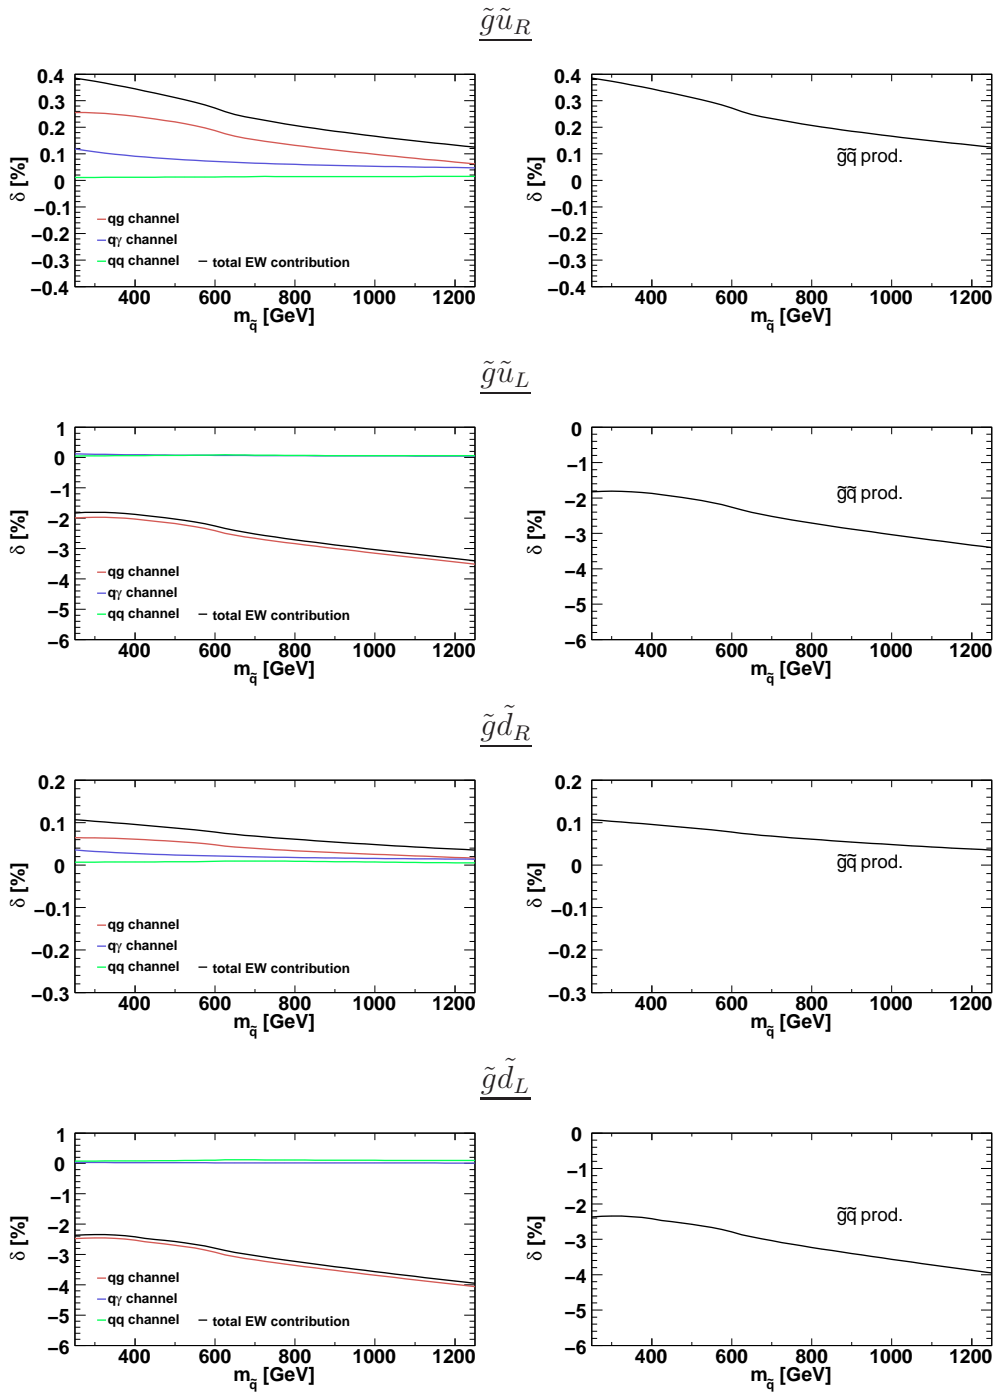 g̃ũ_R
0.4
0.3
0.2
0.1
0
−0.1
−0.2
−0.3
−0.4
δ [%]
qg channel
qγ channel
qq channel
total EW contribution
400 600 800 1000 1200
m_q̃ [GeV]
0.4
0.3
0.2
0.1
0
−0.1
−0.2
−0.3
−0.4
δ [%]
g̃q̃ prod.
400 600 800 1000 1200
m_q̃ [GeV]
g̃ũ_L
1
0
−1
−2
−3
−4
−5
−6
δ [%]
qg channel
qγ channel
qq channel
total EW contribution
400 600 800 1000 1200
m_q̃ [GeV]
0
−1
−2
−3
−4
−5
−6
δ [%]
g̃q̃ prod.
400 600 800 1000 1200
m_q̃ [GeV]
g̃d̃_R
0.2
0.1
0
−0.1
−0.2
−0.3
δ [%]
qg channel
qγ channel
qq channel
total EW contribution
400 600 800 1000 1200
m_q̃ [GeV]
0.2
0.1
0
−0.1
−0.2
−0.3
δ [%]
g̃q̃ prod.
400 600 800 1000 1200
m_q̃ [GeV]
g̃d̃_L
1
0
−1
−2
−3
−4
−5
−6
δ [%]
qg channel
qγ channel
qq channel
total EW contribution
400 600 800 1000 1200
m_q̃ [GeV]
0
−1
−2
−3
−4
−5
−6
δ [%]
g̃q̃ prod.
400 600 800 1000 1200
m_q̃ [GeV]